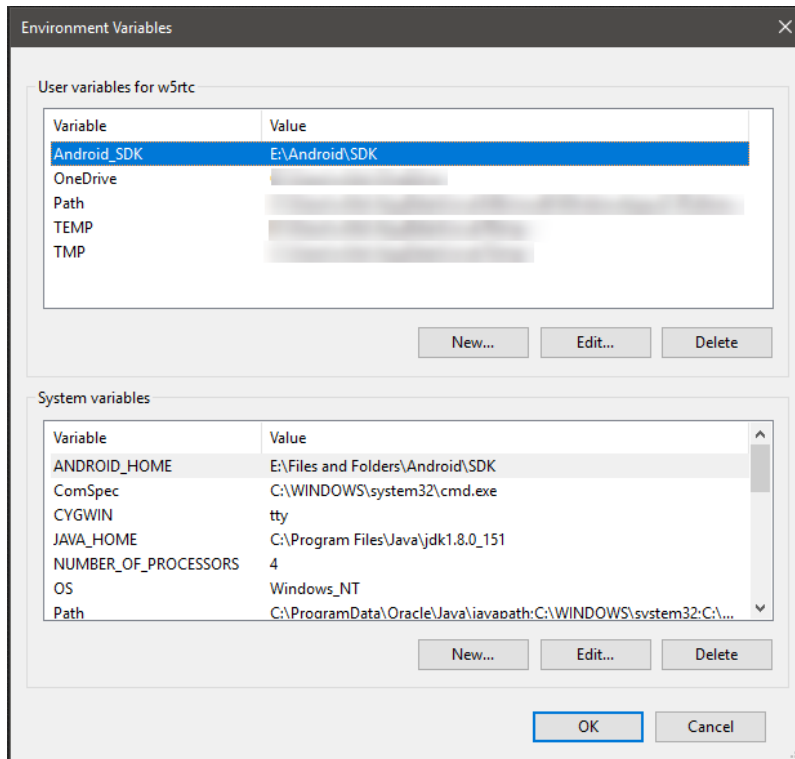 Environment Variables
User variables for w5rtc
Variable Value
Android_SDK E:\Android\SDK
OneDrive
Path
TEMP
TMP
New... Edit... Delete
System variables
Variable Value
ANDROID_HOME E:\Files and Folders\Android\SDK
ComSpec C:\WINDOWS\system32\cmd.exe
CYGWIN tty
JAVA_HOME C:\Program Files\Java\jdk1.8.0_151
NUMBER_OF_PROCESSORS 4
OS Windows_NT
Path C:\ProgramData\Oracle\Java\javapath;C:\WINDOWS\system32;C:\...
New... Edit... Delete
OK Cancel